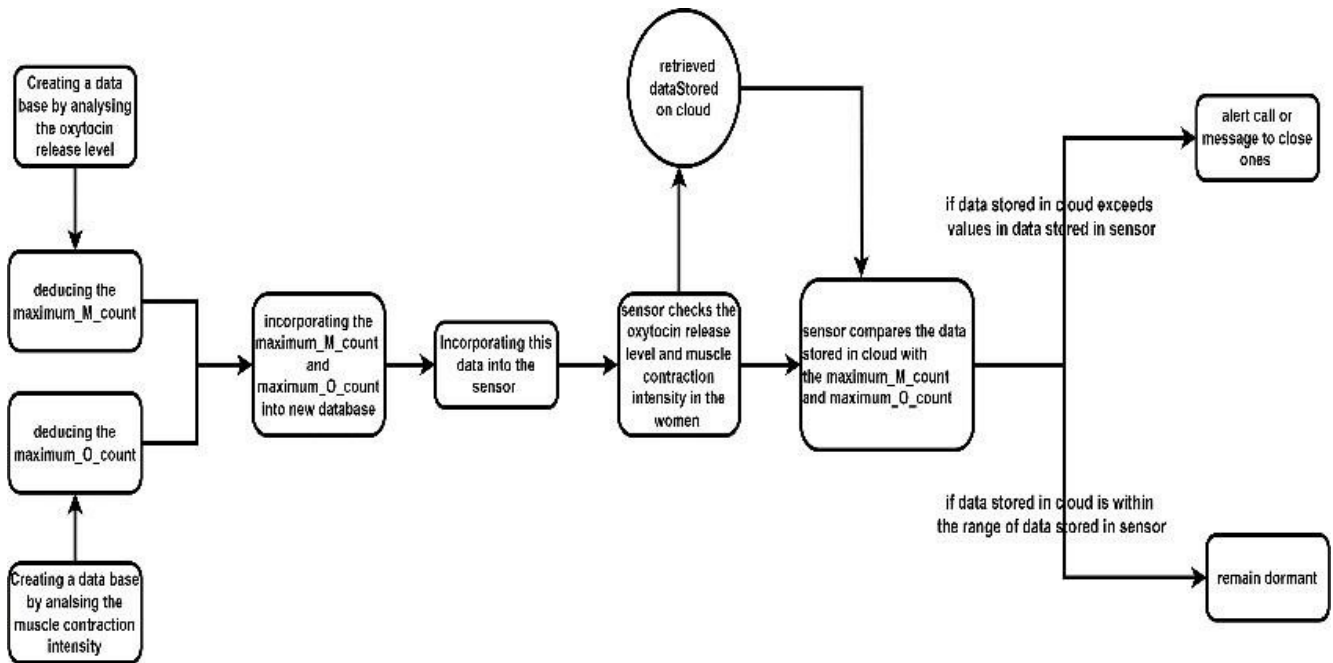 Creating a data
base by analysing
the oxytocin
release level
deducing the
maximum_M_count
deducing the
maximum_O_count
Creating a data base
by analsing the
muscle contraction
intensity
incorporating the
maximum_M_count
and
maximum_O_count
into new database
Incorporating this
data into the
sensor
sensor checks the
oxytocin release
level and muscle
contraction
intensity in the
women
retrieved
dataStored
on cloud
sensor compares the data
stored in cloud with
the maximum_M_count
and maximum_O_count
if data stored in cloud exceeds
values in data stored in sensor
alert call or
message to close
ones
if data stored in cloud is within
the range of data stored in sensor
remain dormant